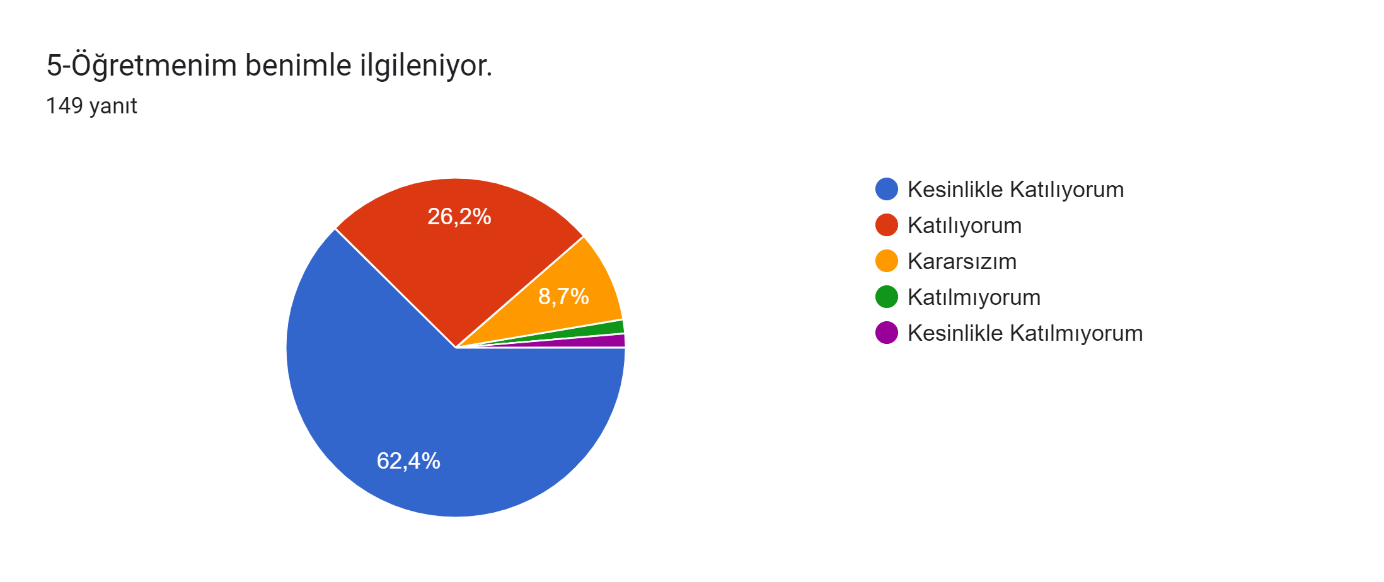 5-Öğretmenim benimle ilgileniyor.
149 yanıt
26,2%
8,7%
62,4%
Kesinlikle Katılıyorum
Katılıyorum
Kararsızım
Katılmıyorum
Kesinlikle Katılmıyorum